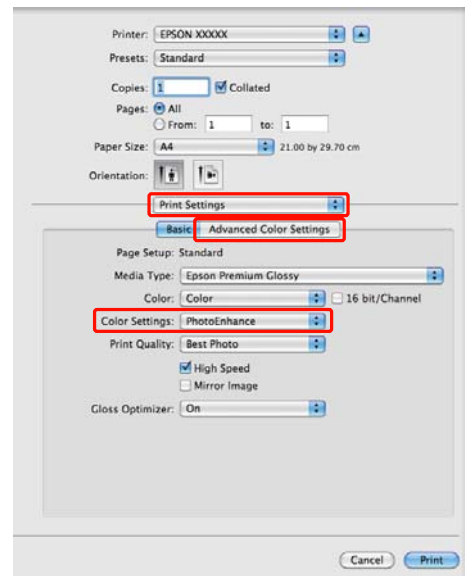 Printer: EPSON XXXXX
Presets: Standard
Copies: 1 Collated
Pages: All
From: 1 to: 1
Paper Size: A4 21.00 by 29.70 cm
Orientation:
Print Settings
Basic Advanced Color Settings
Page Setup: Standard
Media Type: Epson Premium Glossy
Color: Color 16 bit/Channel
Color Settings: PhotoEnhance
Print Quality: Best Photo
High Speed
Mirror Image
Gloss Optimizer: On
Cancel Print